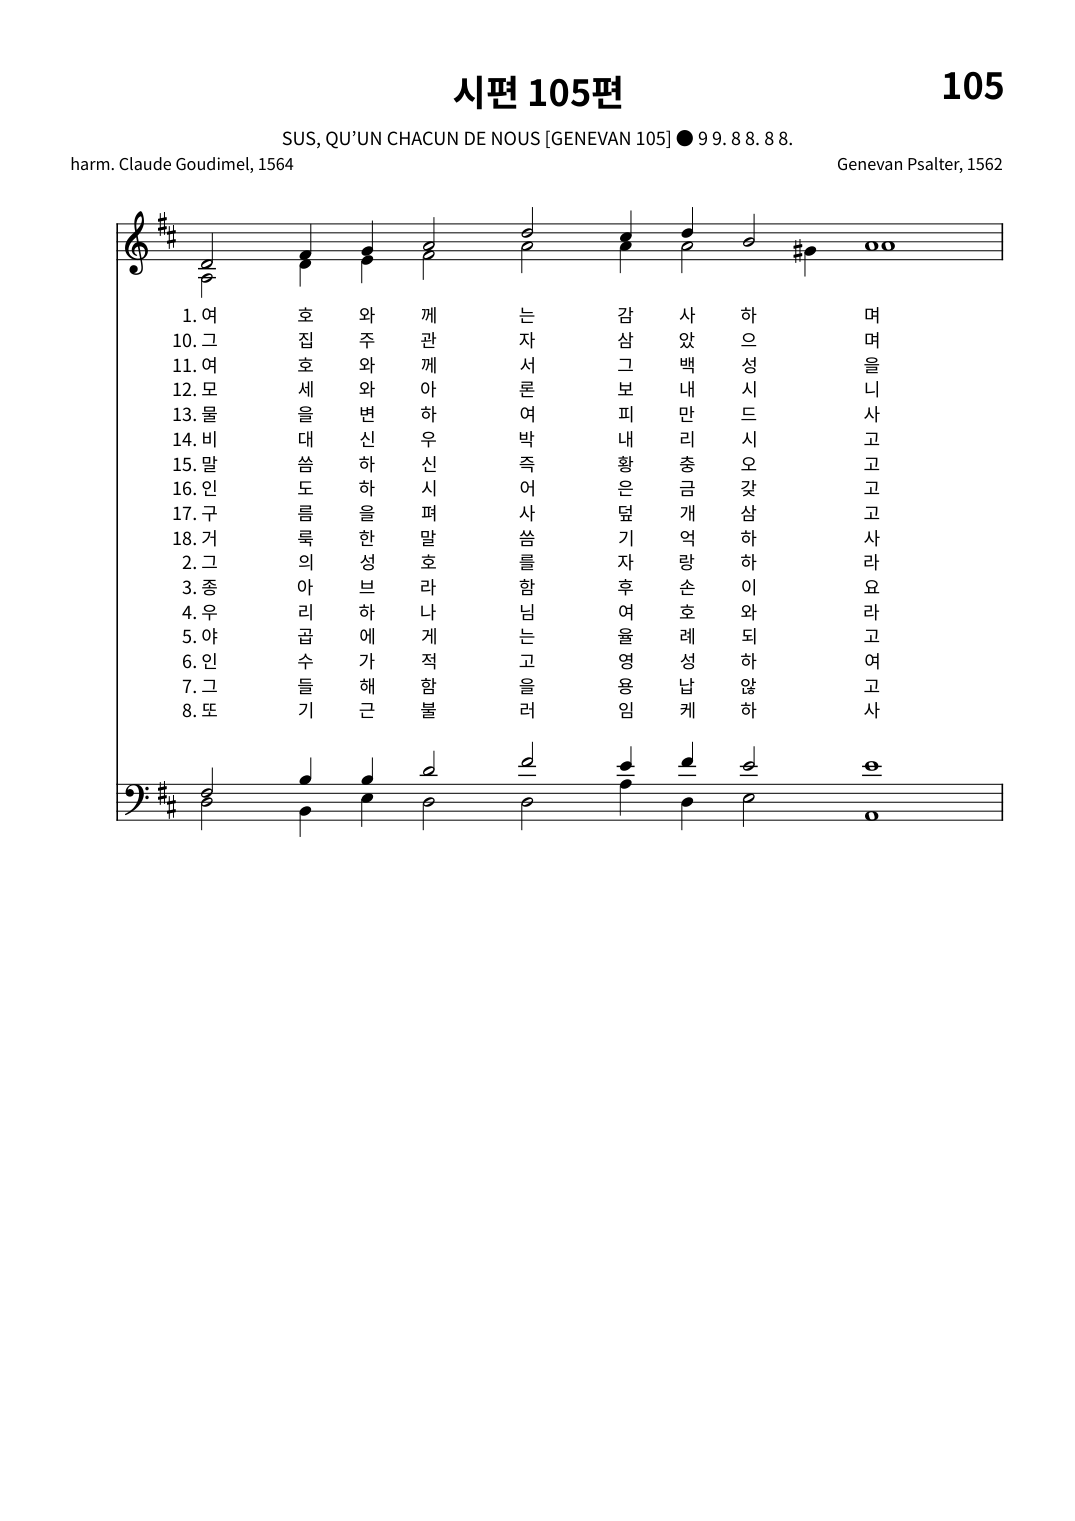 시편 105편
105
SUS, QU’UN CHACUN DE NOUS [GENEVAN 105] ● 9 9. 8 8. 8 8.
harm. Claude Goudimel, 1564
Genevan Psalter, 1562
1. 여 호 와 께 는 감 사 하 며
10. 그 집 주 관 자 삼 았 으 며
11. 여 호 와 께 서 그 백 성 을
12. 모 세 와 아 론 보 내 시 니
13. 물 을 변 하 여 피 만 드 사
14. 비 대 신 우 박 내 리 시 고
15. 말 씀 하 신 즉 황 충 오 고
16. 인 도 하 시 어 은 금 갖 고
17. 구 름 을 펴 사 덮 개 삼 고
18. 거 룩 한 말 씀 기 억 하 사
2. 그 의 성 호 를 자 랑 하 라
3. 종 아 브 라 함 후 손 이 요
4. 우 리 하 나 님 여 호 와 라
5. 야 곱 에 게 는 율 례 되 고
6. 인 수 가 적 고 영 성 하 여
7. 그 들 해 함 을 용 납 않 고
8. 또 기 근 불 러 임 케 하 사